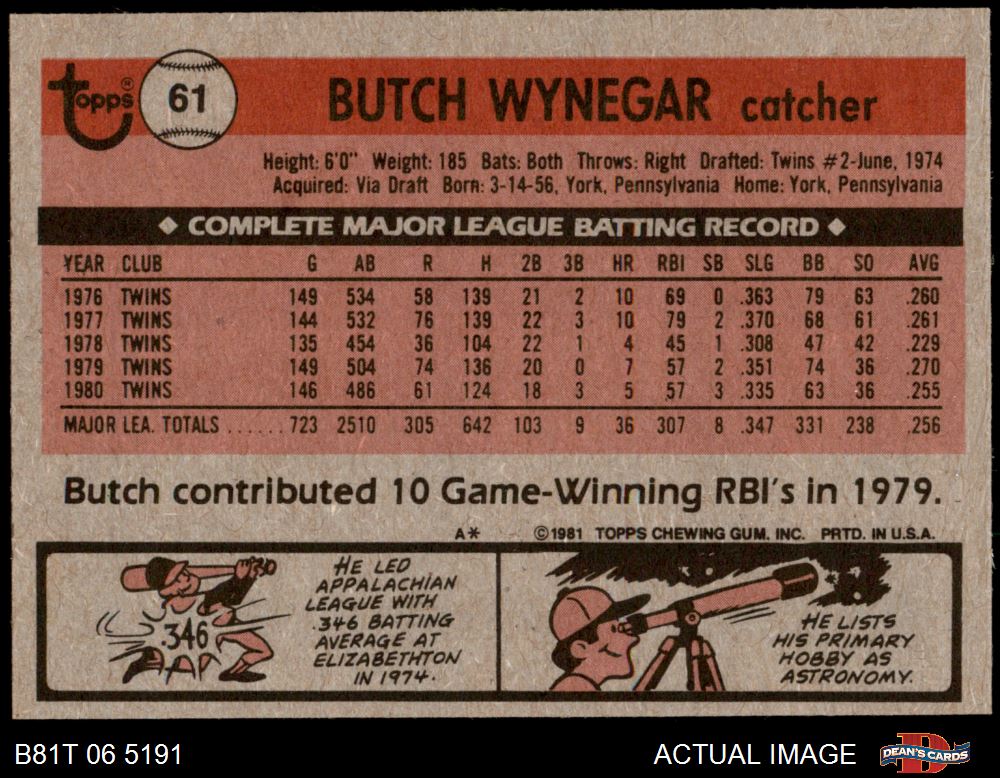 topps® 61 BUTCH WYNEGAR catcher
Height: 6'0" Weight: 185 Bats: Both Throws: Right Drafted: Twins #2-June, 1974
Acquired: Via Draft Born: 3-14-56, York, Pennsylvania Home: York, Pennsylvania
◆ COMPLETE MAJOR LEAGUE BATTING RECORD ◆
YEAR CLUB G AB R H 2B 3B HR RBI SB SLG BB SO AVG
1976 TWINS 149 534 58 139 21 2 10 69 0 .363 79 63 .260
1977 TWINS 144 532 76 139 22 3 10 79 2 .370 68 61 .261
1978 TWINS 135 454 36 104 22 1 4 45 1 .308 47 42 .229
1979 TWINS 149 504 74 136 20 0 7 57 2 .351 74 36 .270
1980 TWINS 146 486 61 124 18 3 5 57 3 .335 63 36 .255
MAJOR LEA. TOTALS ...... 723 2510 305 642 103 9 36 307 8 .347 331 238 .256
Butch contributed 10 Game-Winning RBI's in 1979.
A* ©1981 TOPPS CHEWING GUM. INC. PRTD. IN U.S.A.
.346
HE LED
APPALACHIAN
LEAGUE WITH
.346 BATTING
AVERAGE AT
ELIZABETHTON
IN 1974.
HE LISTS
HIS PRIMARY
HOBBY AS
ASTRONOMY.
B81T 06 5191 ACTUAL IMAGE DEAN'S CARDS